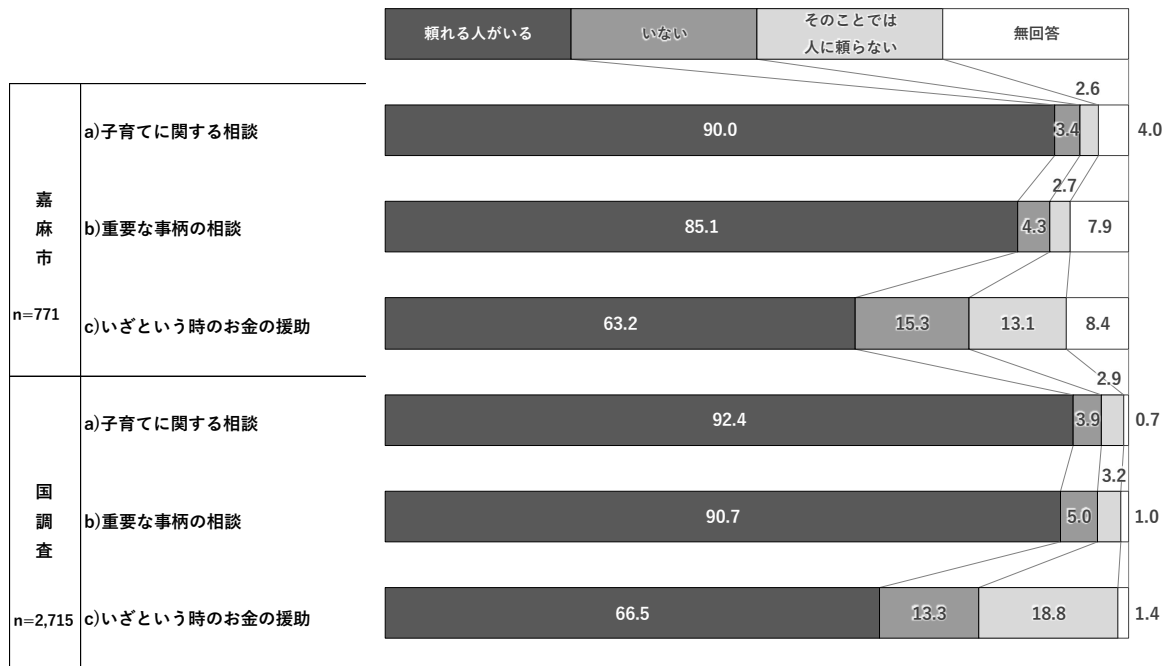 頼れる人がいる
いない
そのことでは
人に頼らない
無回答
嘉麻市
n=771
a)子育てに関する相談
90.0
3.4
2.6
4.0
b)重要な事柄の相談
85.1
4.3
2.7
7.9
c)いざという時のお金の援助
63.2
15.3
13.1
8.4
国調査
n=2,715
a)子育てに関する相談
92.4
3.9
2.9
0.7
b)重要な事柄の相談
90.7
5.0
3.2
1.0
c)いざという時のお金の援助
66.5
13.3
18.8
1.4